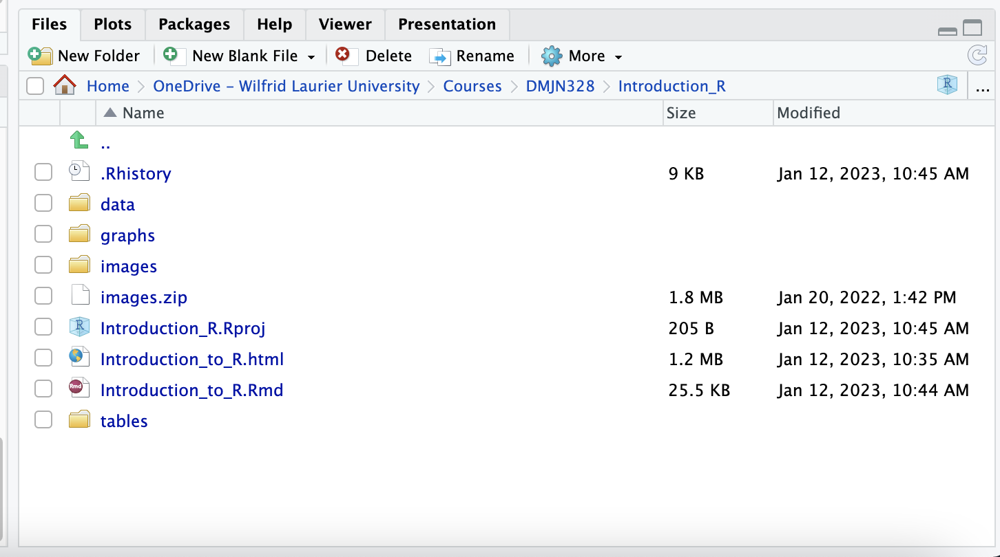 Files Plots Packages Help Viewer Presentation
New Folder New Blank File Delete Rename More
Home OneDrive – Wilfrid Laurier University Courses DMJN328 Introduction_R R ...
Name Size Modified
..
.Rhistory 9 KB Jan 12, 2023, 10:45 AM
data
graphs
images
images.zip 1.8 MB Jan 20, 2022, 1:42 PM
R Introduction_R.Rproj 205 B Jan 12, 2023, 10:45 AM
Introduction_to_R.html 1.2 MB Jan 12, 2023, 10:35 AM
Rmd Introduction_to_R.Rmd 25.5 KB Jan 12, 2023, 10:44 AM
tables